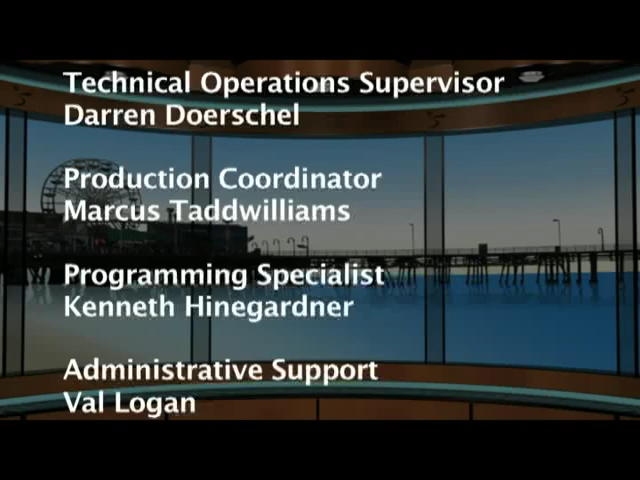 Technical Operations Supervisor
Darren Doerschel
Production Coordinator
Marcus Taddwilliams
Programming Specialist
Kenneth Hinegardner
Administrative Support
Val Logan